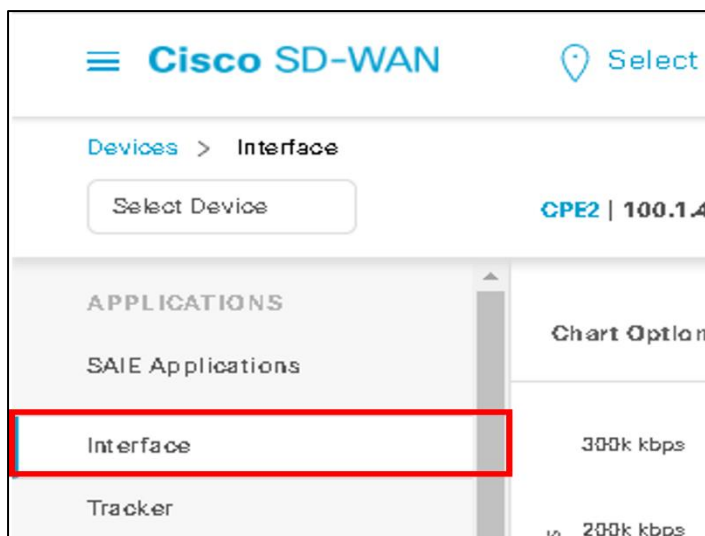 Cisco SD-WAN
Select
Devices > Interface
Select Device
CPE2 | 100.1.4
APPLICATIONS
Chart Option
SAIE Applications
Interface
300k kbps
Tracker
200k kbps